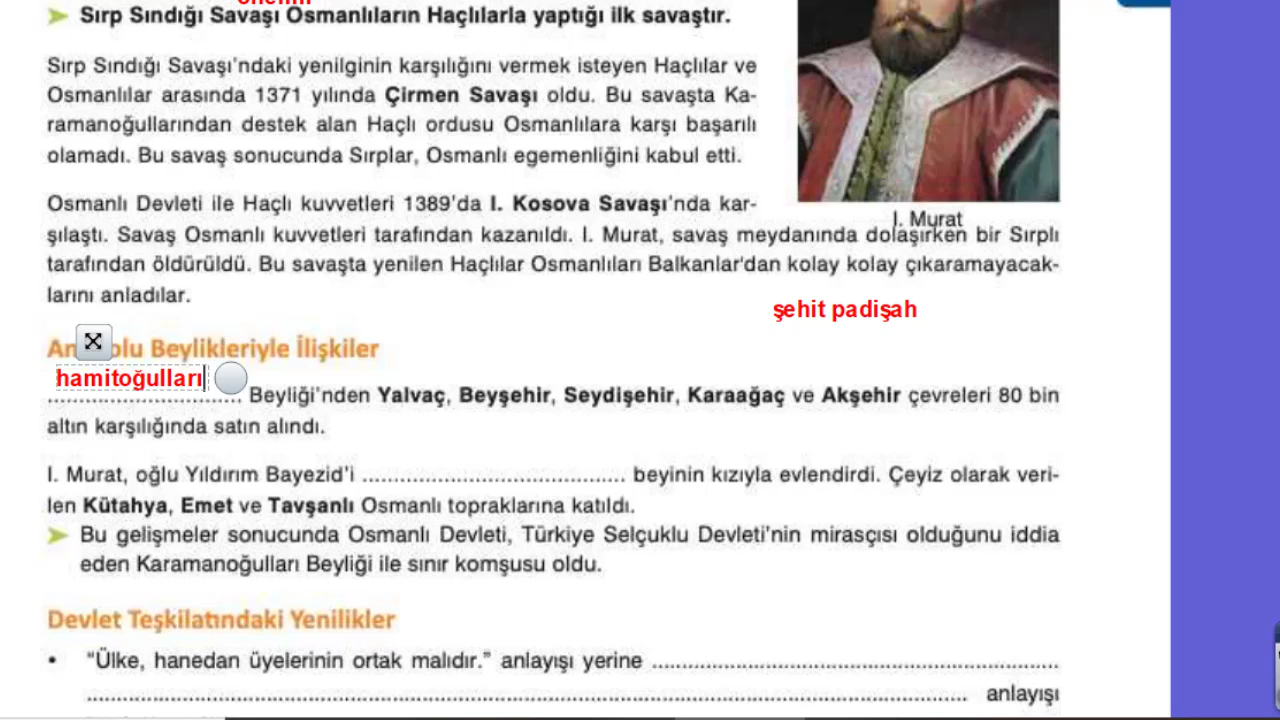 önemli
Sırp Sındığı Savaşı Osmanlıların Haçlılarla yaptığı ilk savaştır.
Sırp Sındığı Savaşı'ndaki yenilginin karşılığını vermek isteyen Haçlılar ve
Osmanlılar arasında 1371 yılında Çirmen Savaşı oldu. Bu savaşta Ka-
ramanoğullarından destek alan Haçlı ordusu Osmanlılara karşı başarılı
olamadı. Bu savaş sonucunda Sırplar, Osmanlı egemenliğini kabul etti.
Osmanlı Devleti ile Haçlı kuvvetleri 1389'da I. Kosova Savaşı'nda kar-
I. Murat
şılaştı. Savaş Osmanlı kuvvetleri tarafından kazanıldı. I. Murat, savaş meydanında dolaşırken bir Sırplı
tarafından öldürüldü. Bu savaşta yenilen Haçlılar Osmanlıları Balkanlar'dan kolay kolay çıkaramayacak-
larını anladılar.
şehit padişah
Anadolu Beylikleriyle İlişkiler
hamitoğulları
............................... Beyliği'nden Yalvaç, Beyşehir, Seydişehir, Karaağaç ve Akşehir çevreleri 80 bin
altın karşılığında satın alındı.
I. Murat, oğlu Yıldırım Bayezid'i .......................................... beyinin kızıyla evlendirdi. Çeyiz olarak veri-
len Kütahya, Emet ve Tavşanlı Osmanlı topraklarına katıldı.
Bu gelişmeler sonucunda Osmanlı Devleti, Türkiye Selçuklu Devleti'nin mirasçısı olduğunu iddia
eden Karamanoğulları Beyliği ile sınır komşusu oldu.
Devlet Teşkilatındaki Yenilikler
• "Ülke, hanedan üyelerinin ortak malıdır." anlayışı yerine .................................................................
............................................................................................................................................. anlayışı